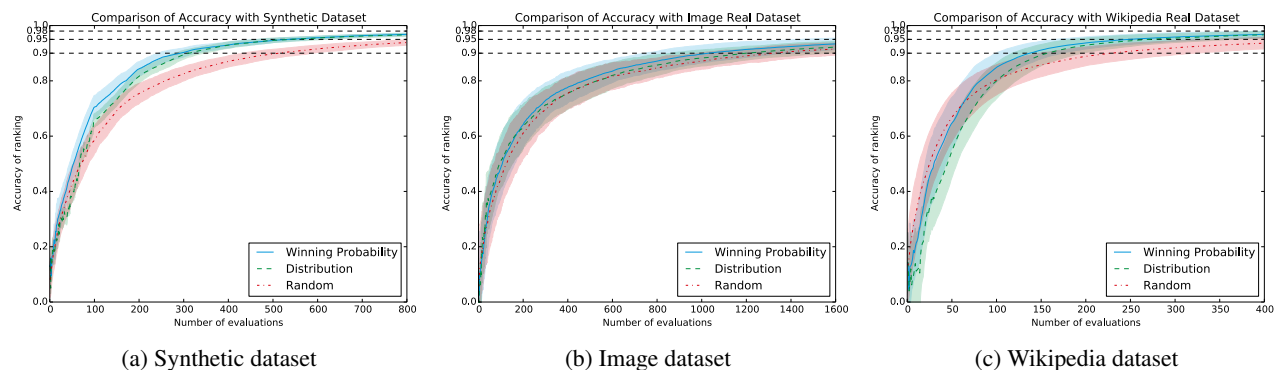 Comparison of Accuracy with Synthetic Dataset
Accuracy of ranking
1.0
0.98
0.95
0.9
0.8
0.6
0.4
0.2
0.0
Winning Probability
Distribution
Random
0 100 200 300 400 500 600 700 800
Number of evaluations
(a) Synthetic dataset
Comparison of Accuracy with Image Real Dataset
Accuracy of ranking
1.0
0.98
0.95
0.9
0.8
0.6
0.4
0.2
0.0
Winning Probability
Distribution
Random
0 200 400 600 800 1000 1200 1400 1600
Number of evaluations
(b) Image dataset
Comparison of Accuracy with Wikipedia Real Dataset
Accuracy of ranking
1.0
0.98
0.95
0.9
0.8
0.6
0.4
0.2
0.0
Winning Probability
Distribution
Random
0 50 100 150 200 250 300 350 400
Number of evaluations
(c) Wikipedia dataset